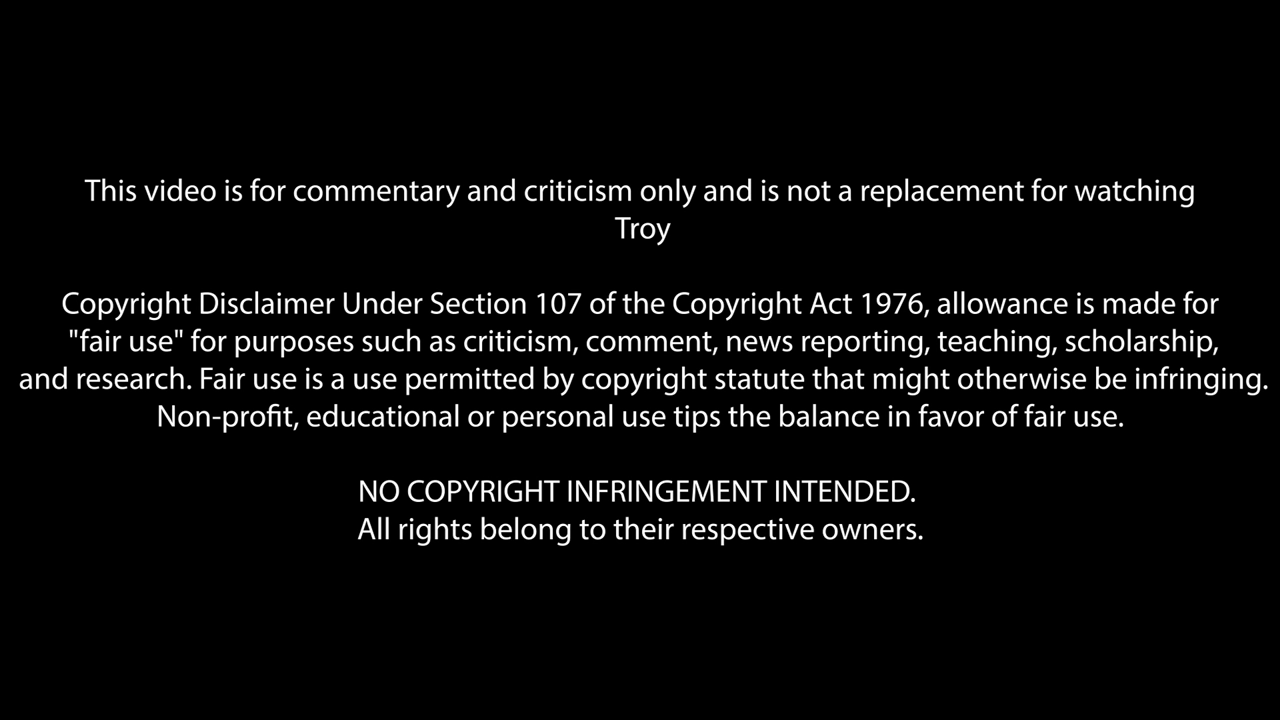 This video is for commentary and criticism only and is not a replacement for watching
Troy
Copyright Disclaimer Under Section 107 of the Copyright Act 1976, allowance is made for
"fair use" for purposes such as criticism, comment, news reporting, teaching, scholarship,
and research. Fair use is a use permitted by copyright statute that might otherwise be infringing.
Non-profit, educational or personal use tips the balance in favor of fair use.
NO COPYRIGHT INFRINGEMENT INTENDED.
All rights belong to their respective owners.